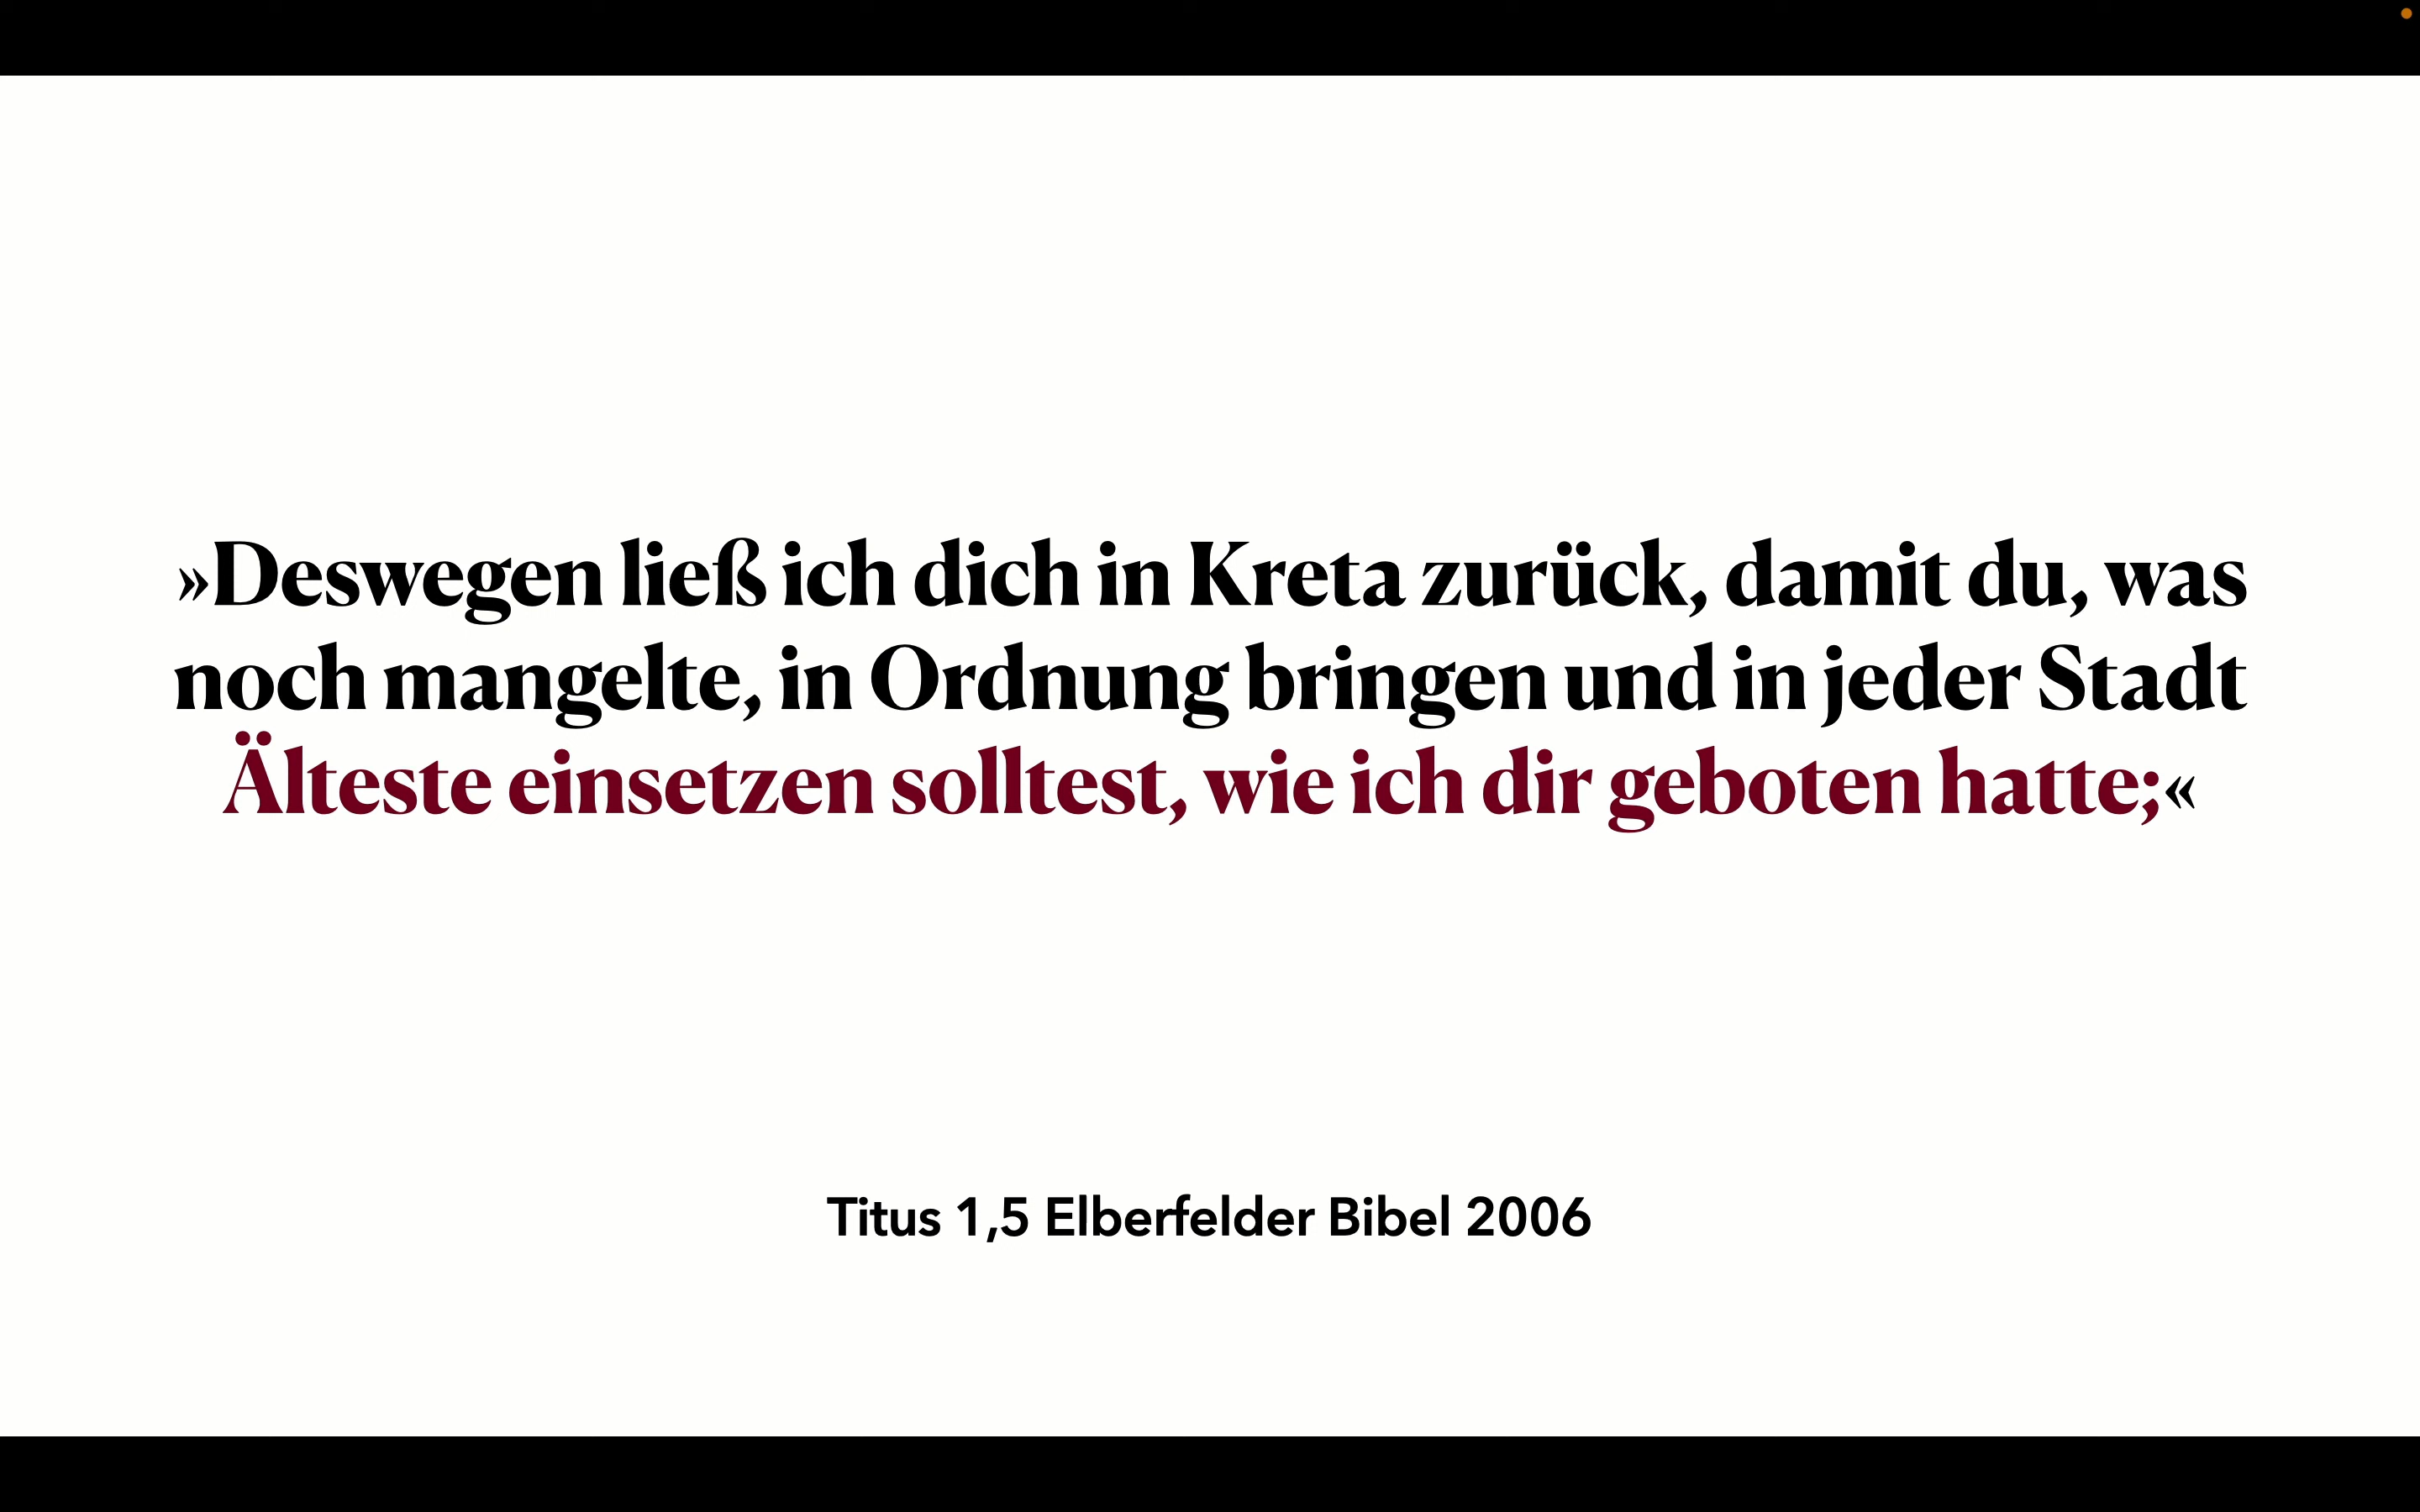 »Deswegen ließ ich dich in Kreta zurück, damit du, was
noch mangelte, in Ordnung bringen und in jeder Stadt
Älteste einsetzen solltest, wie ich dir geboten hatte;«
Titus 1,5 Elberfelder Bibel 2006